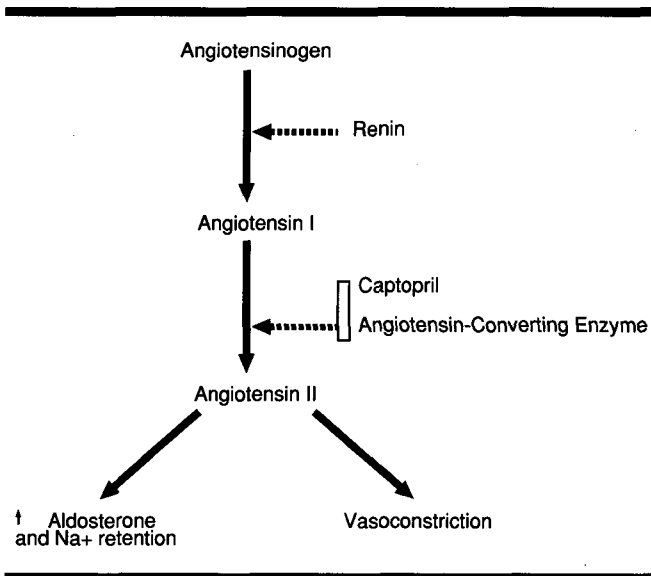 Angiotensinogen
Renin
Angiotensin I
Captopril
Angiotensin-Converting Enzyme
Angiotensin II
↑ Aldosterone
and Na+ retention
Vasoconstriction